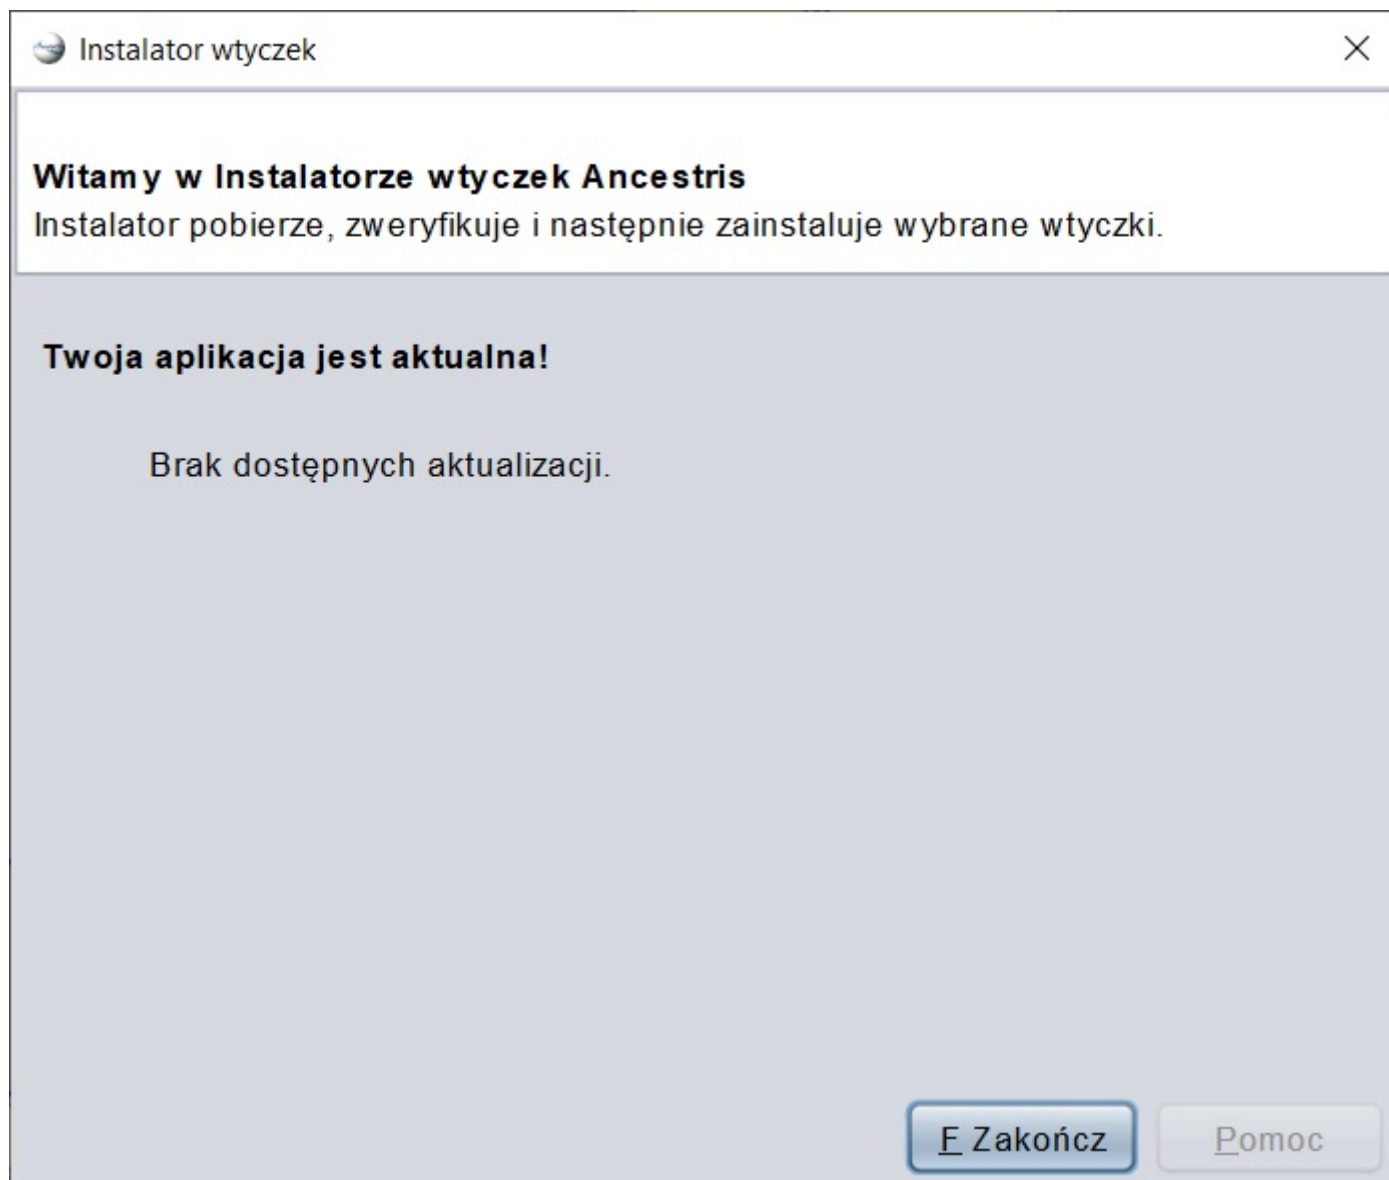 Instalator wtyczek
Witamy w Instalatorze wtyczek Ancestris
Instalator pobierze, zweryfikuje i następnie zainstaluje wybrane wtyczki.
Twoja aplikacja jest aktualna!
Brak dostępnych aktualizacji.
F Zakończ
Pomoc